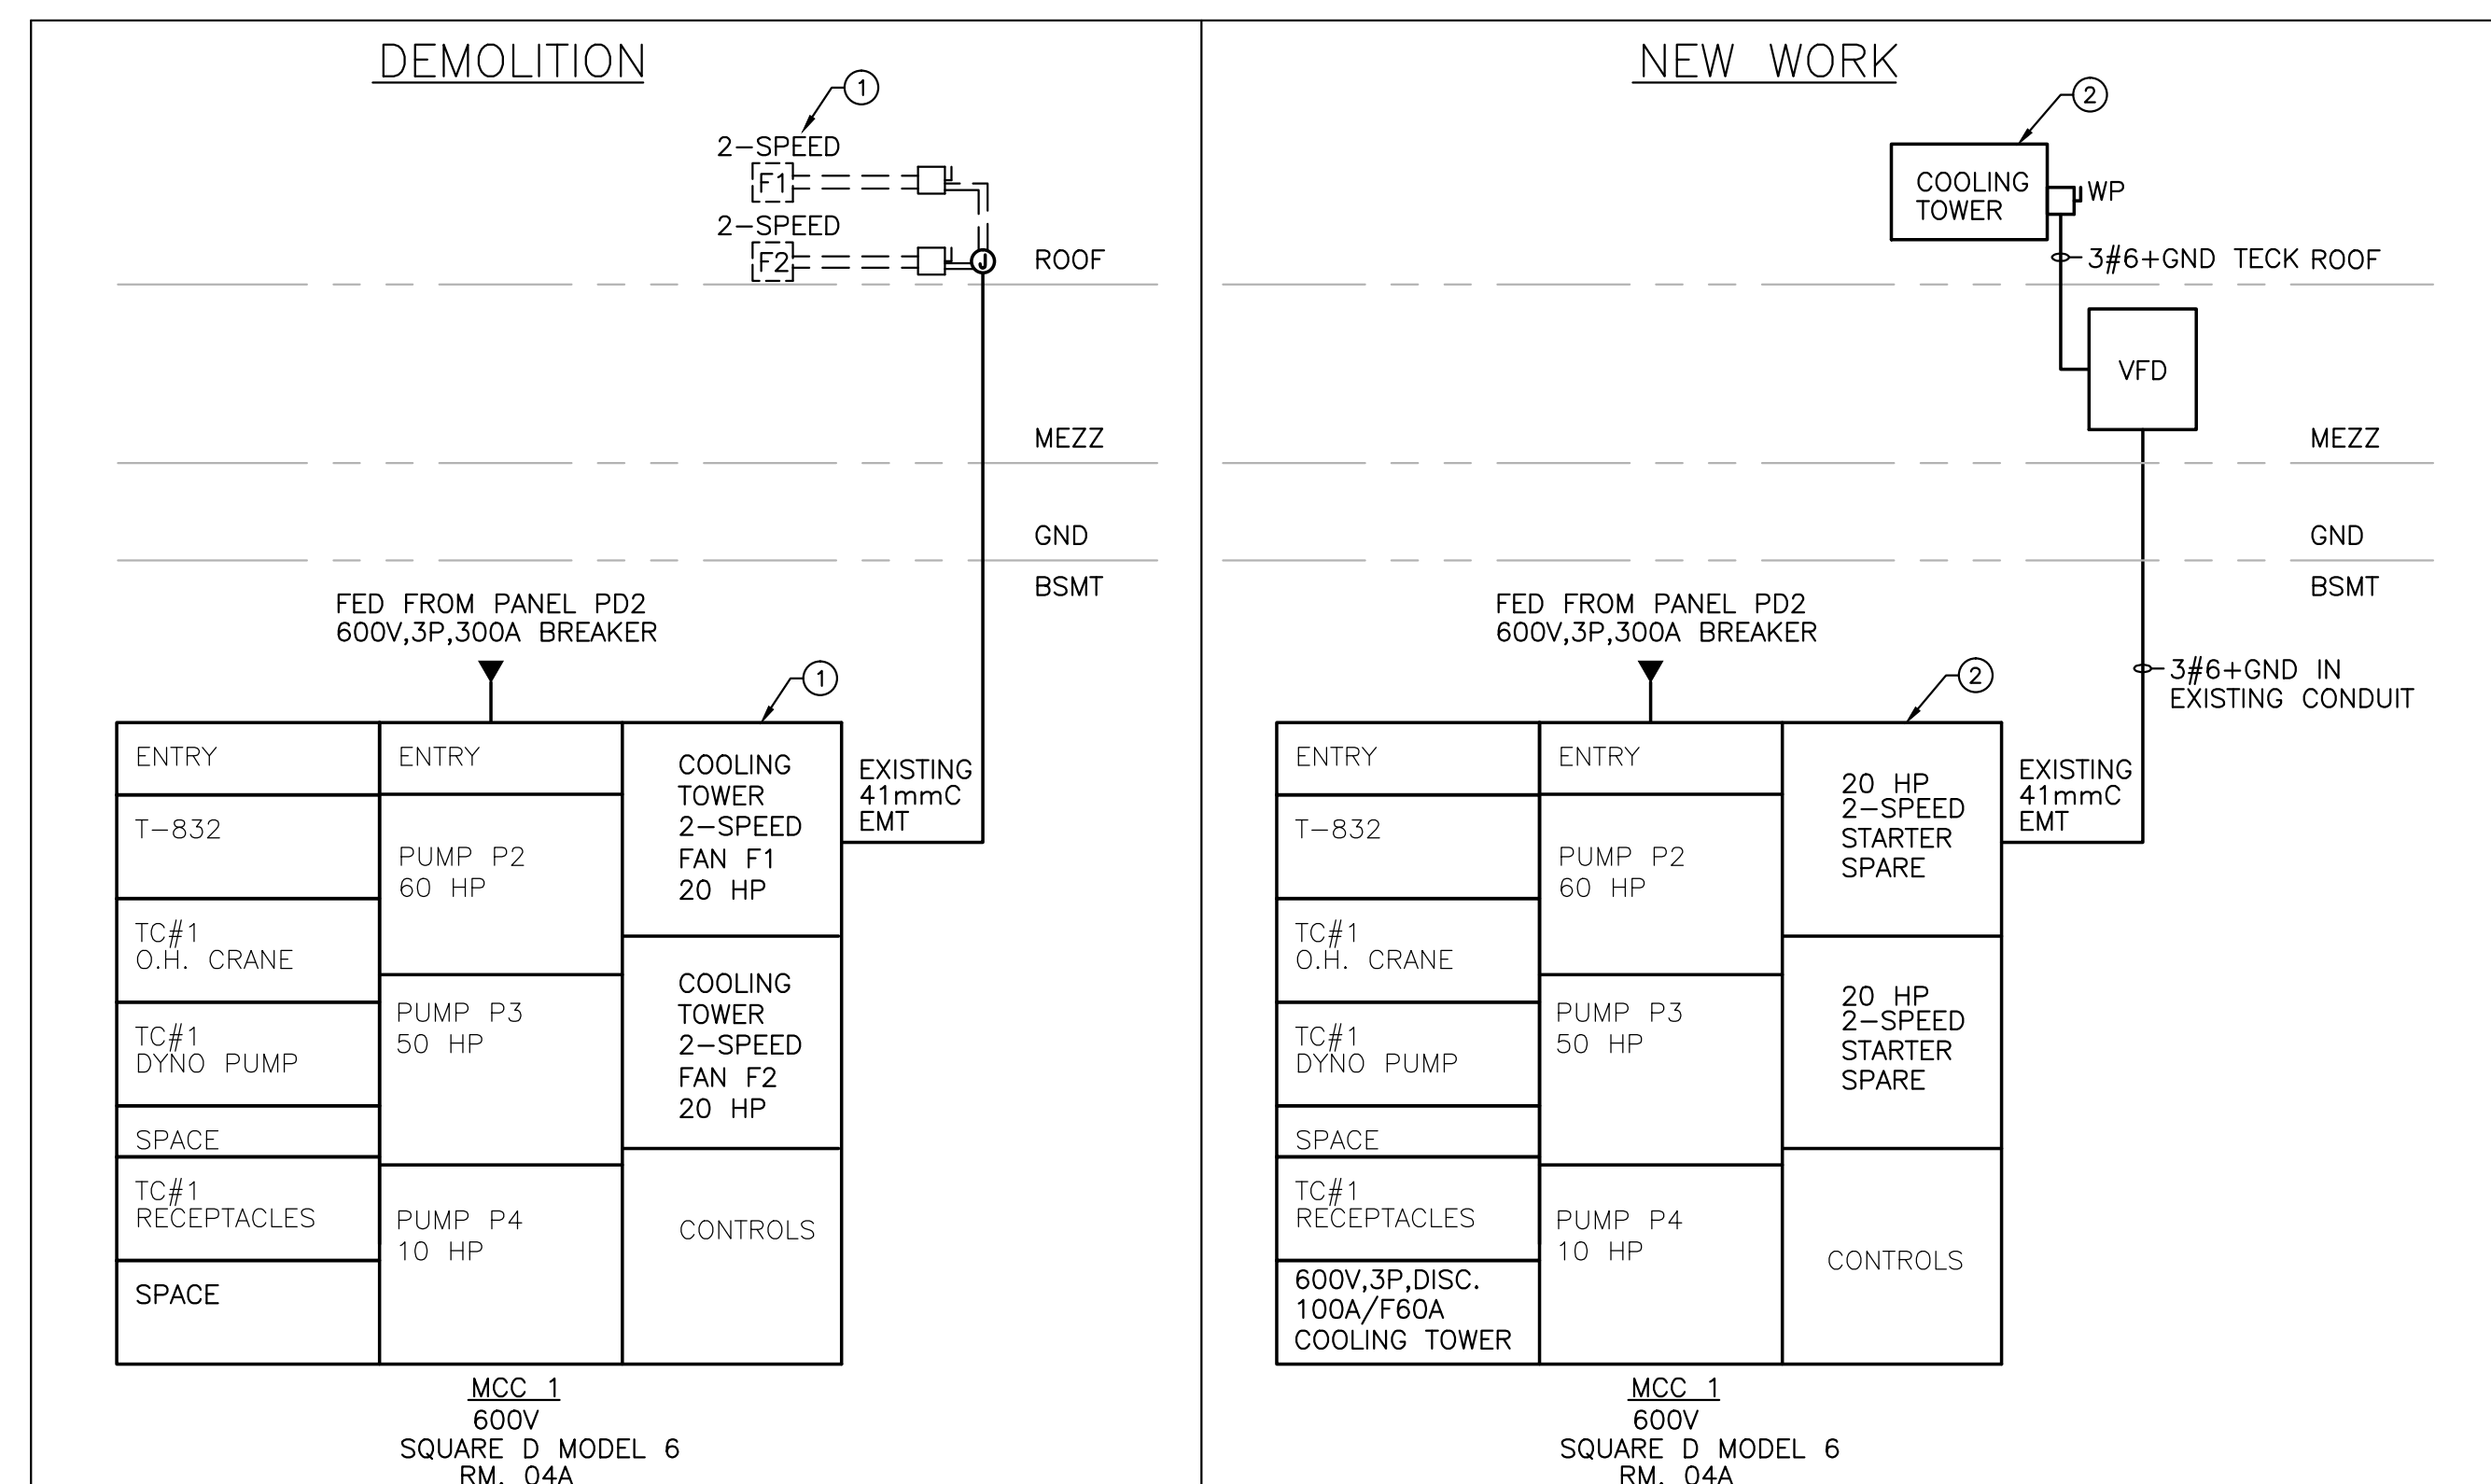 DEMOLITION
1
2-SPEED
F1
2-SPEED
F2
J
ROOF
MEZZ
GND
BSMT
FED FROM PANEL PD2
600V,3P,300A BREAKER
1
ENTRY
T-832
TC#1
O.H. CRANE
TC#1
DYNO PUMP
SPACE
TC#1
RECEPTACLES
SPACE
ENTRY
PUMP P2
60 HP
PUMP P3
50 HP
PUMP P4
10 HP
COOLING
TOWER
2-SPEED
FAN F1
20 HP
COOLING
TOWER
2-SPEED
FAN F2
20 HP
CONTROLS
EXISTING
41mmC
EMT
MCC 1
600V
SQUARE D MODEL 6
RM. 04A
NEW WORK
2
COOLING
TOWER
WP
3#6+GND TECK
ROOF
VFD
MEZZ
GND
BSMT
3#6+GND IN
EXISTING CONDUIT
FED FROM PANEL PD2
600V,3P,300A BREAKER
2
ENTRY
T-832
TC#1
O.H. CRANE
TC#1
DYNO PUMP
SPACE
TC#1
RECEPTACLES
600V,3P,DISC.
100A/F60A
COOLING TOWER
ENTRY
PUMP P2
60 HP
PUMP P3
50 HP
PUMP P4
10 HP
20 HP
2-SPEED
STARTER
SPARE
20 HP
2-SPEED
STARTER
SPARE
CONTROLS
EXISTING
41mmC
EMT
MCC 1
600V
SQUARE D MODEL 6
RM. 04A